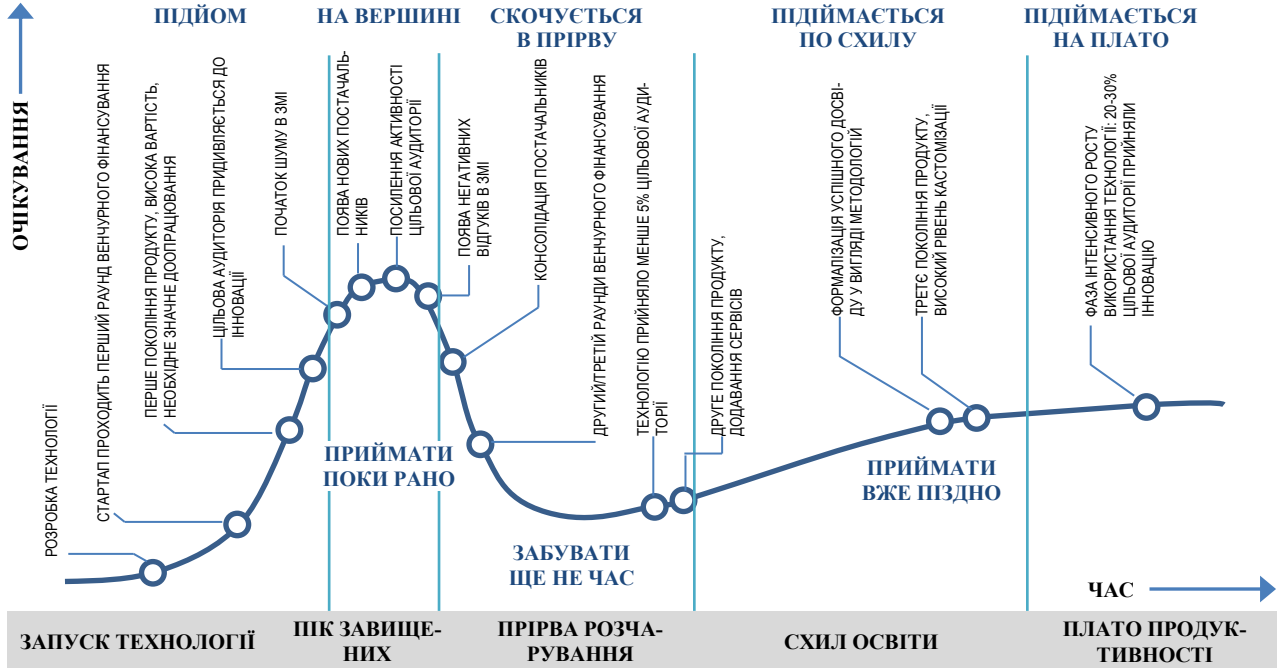 ПІДЙОМ
НА ВЕРШИНІ
СКОЧУЄТЬСЯ
В ПРІРВУ
ПІДІЙМАЄТЬСЯ
ПО СХИЛУ
ПІДІЙМАЄТЬСЯ
НА ПЛАТО
ОЧІКУВАННЯ
РОЗРОБКА ТЕХНОЛОГІЇ
СТАРТАП ПРОХОДИТЬ ПЕРШИЙ РАУНД ВЕНЧУРНОГО ФІНАНСУВАННЯ
ПЕРШЕ ПОКОЛІННЯ ПРОДУКТУ, ВИСОКА ВАРТІСТЬ,
НЕОБХІДНЕ ЗНАЧНЕ ДООПРАЦЮВАННЯ
ЦІЛЬОВА АУДИТОРІЯ ПРИДИВЛЯЄТЬСЯ ДО
ІННОВАЦІЇ
ПОЧАТОК ШУМУ В ЗМІ
ПОЯВА НОВИХ ПОСТАЧАЛЬ-
НИКІВ
ПОСИЛЕННЯ АКТИВНОСТІ
ЦІЛЬОВОЇ АУДИТОРІЇ
ПОЯВА НЕГАТИВНИХ
ВІДГУКІВ В ЗМІ
КОНСОЛІДАЦІЯ ПОСТАЧАЛЬНИКІВ
ДРУГИЙ/ТРЕТІЙ РАУНДИ ВЕНЧУРНОГО ФІНАНСУВАННЯ
ТЕХНОЛОГІЮ ПРИЙНЯЛО МЕНШЕ 5% ЦІЛЬОВОЇ АУДИ-
ТОРІЇ
ДРУГЕ ПОКОЛІННЯ ПРОДУКТУ,
ДОДАВАННЯ СЕРВІСІВ
ФОРМАЛІЗАЦІЯ УСПІШНОГО ДОСВІ-
ДУ У ВИГЛЯДІ МЕТОДОЛОГІЙ
ТРЕТЄ ПОКОЛІННЯ ПРОДУКТУ,
ВИСОКИЙ РІВЕНЬ КАСТОМІЗАЦІЇ
ФАЗА ІНТЕНСИВНОГО РОСТУ
ВИКОРИСТАННЯ ТЕХНОЛОГІЇ: 20-30%
ЦІЛЬОВОЇ АУДИТОРІЇ ПРИЙНЯЛИ
ІННОВАЦІЮ
ПРИЙМАТИ
ПОКИ РАНО
ЗАБУВАТИ
ЩЕ НЕ ЧАС
ПРИЙМАТИ
ВЖЕ ПІЗДНО
ЧАС
ЗАПУСК ТЕХНОЛОГІЇ
ПІК ЗАВИЩЕ-
НИХ
ПРІРВА РОЗЧА-
РУВАННЯ
СХИЛ ОСВІТИ
ПЛАТО ПРОДУК-
ТИВНОСТІ